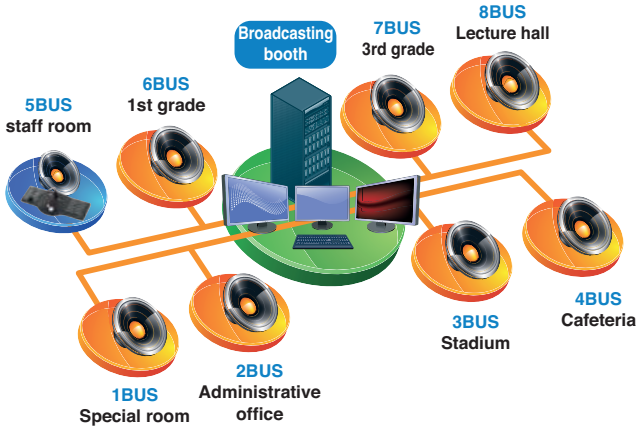 8BUS
Lecture hall
7BUS
3rd grade
Broadcasting
booth
6BUS
1st grade
5BUS
staff room
4BUS
Cafeteria
3BUS
Stadium
2BUS
Administrative
office
1BUS
Special room